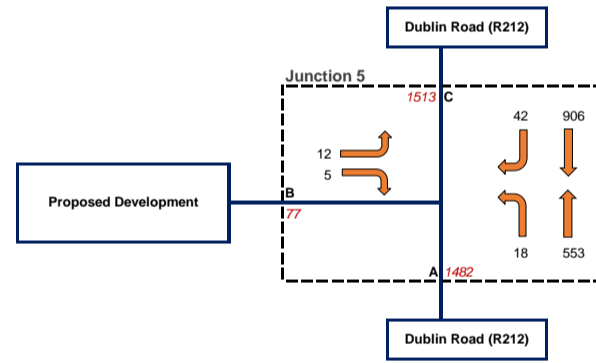 Dublin Road (R212)
Junction 5
1513 C
42 906
12
5
Proposed Development
B
77
18 553
A 1482
Dublin Road (R212)